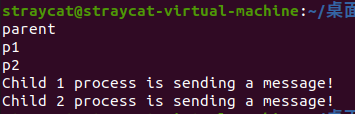 straycat@straycat-virtual-machine:~/桌面
parent
p1
p2
Child 1 process is sending a message!
Child 2 process is sending a message!